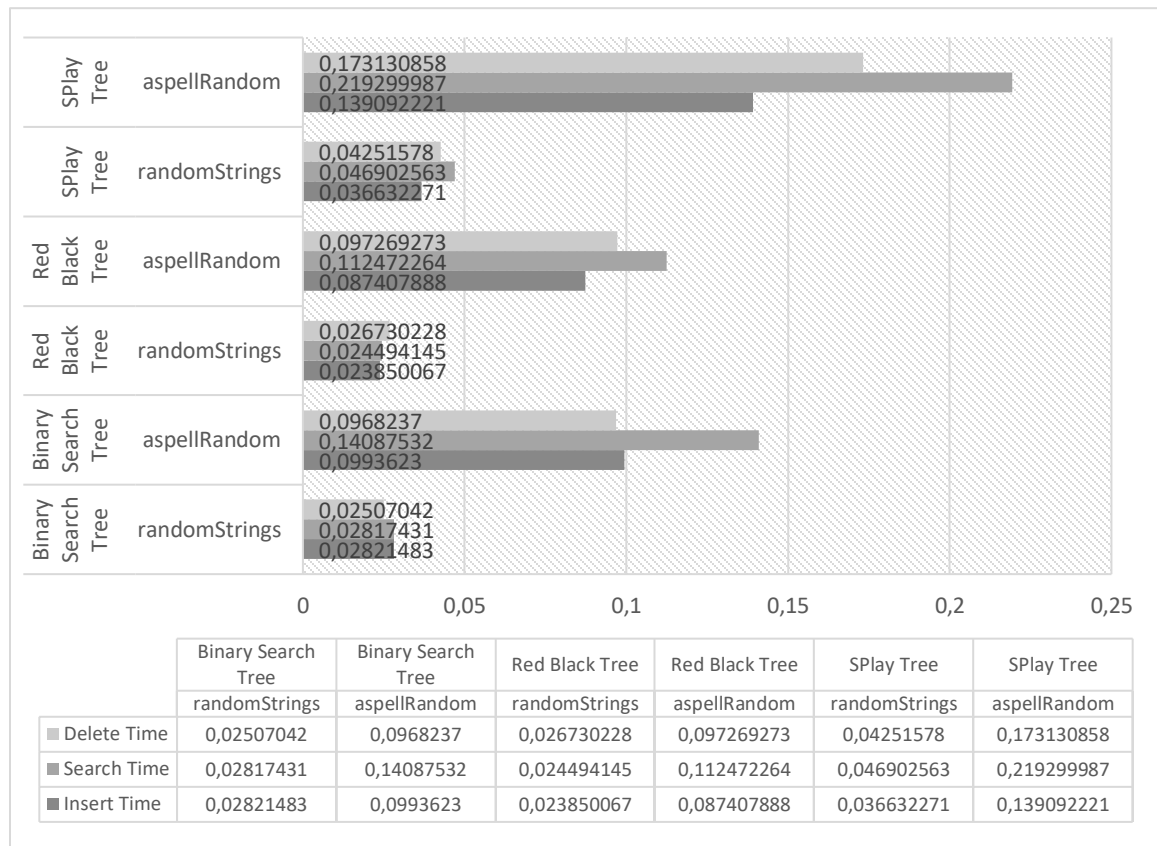 SPlay
Tree
aspellRandom
0,173130858
0,219299987
0,139092221
SPlay
Tree
randomStrings
0,04251578
0,046902563
0,036632271
Red
Black
Tree
aspellRandom
0,097269273
0,112472264
0,087407888
Red
Black
Tree
randomStrings
0,026730228
0,024494145
0,023850067
Binary
Search
Tree
aspellRandom
0,0968237
0,14087532
0,0993623
Binary
Search
Tree
randomStrings
0,02507042
0,02817431
0,02821483
0 0,05 0,1 0,15 0,2 0,25
Binary Search Tree Binary Search Tree Red Black Tree Red Black Tree SPlay Tree SPlay Tree
randomStrings aspellRandom randomStrings aspellRandom randomStrings aspellRandom
Delete Time 0,02507042 0,0968237 0,026730228 0,097269273 0,04251578 0,173130858
Search Time 0,02817431 0,14087532 0,024494145 0,112472264 0,046902563 0,219299987
Insert Time 0,02821483 0,0993623 0,023850067 0,087407888 0,036632271 0,139092221